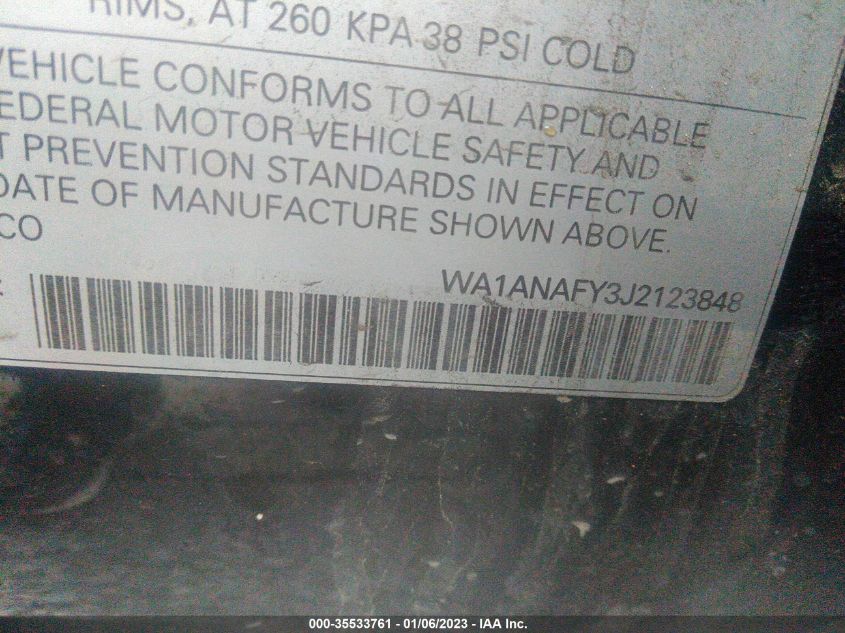 RIMS, AT 260 KPA 38 PSI COLD
VEHICLE CONFORMS TO ALL APPLICABLE
EDERAL MOTOR VEHICLE SAFETY AND
T PREVENTION STANDARDS IN EFFECT ON
DATE OF MANUFACTURE SHOWN ABOVE.
CO
WA1ANAFY3J2123848
000-35533761 - 01/06/2023 - IAA Inc.